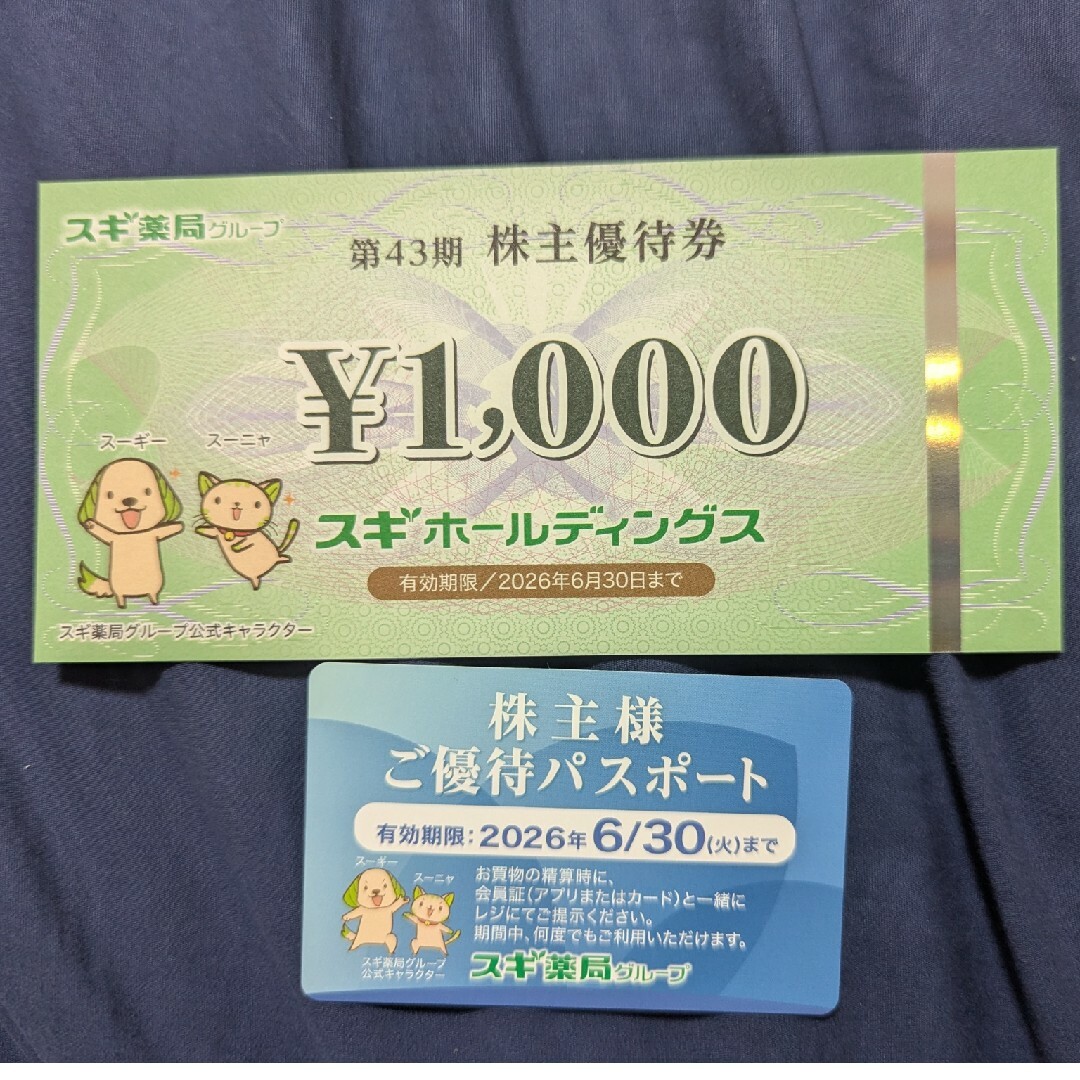 スギ薬局グループ
第43期 株主優待券
¥1,000
スーギー スーニャ
スギホールディングス
有効期限/2026年6月30日まで
スギ薬局グループ公式キャラクター
株主様
ご優待パスポート
有効期限:2026年6/30(火)まで
スーギー
スーニャ
お買物の精算時に、
会員証(アプリまたはカード)と一緒に
レジにてご提示ください。
期間中、何度でもご利用いただけます。
スギ薬局グループ
公式キャラクター
スギ薬局グループ